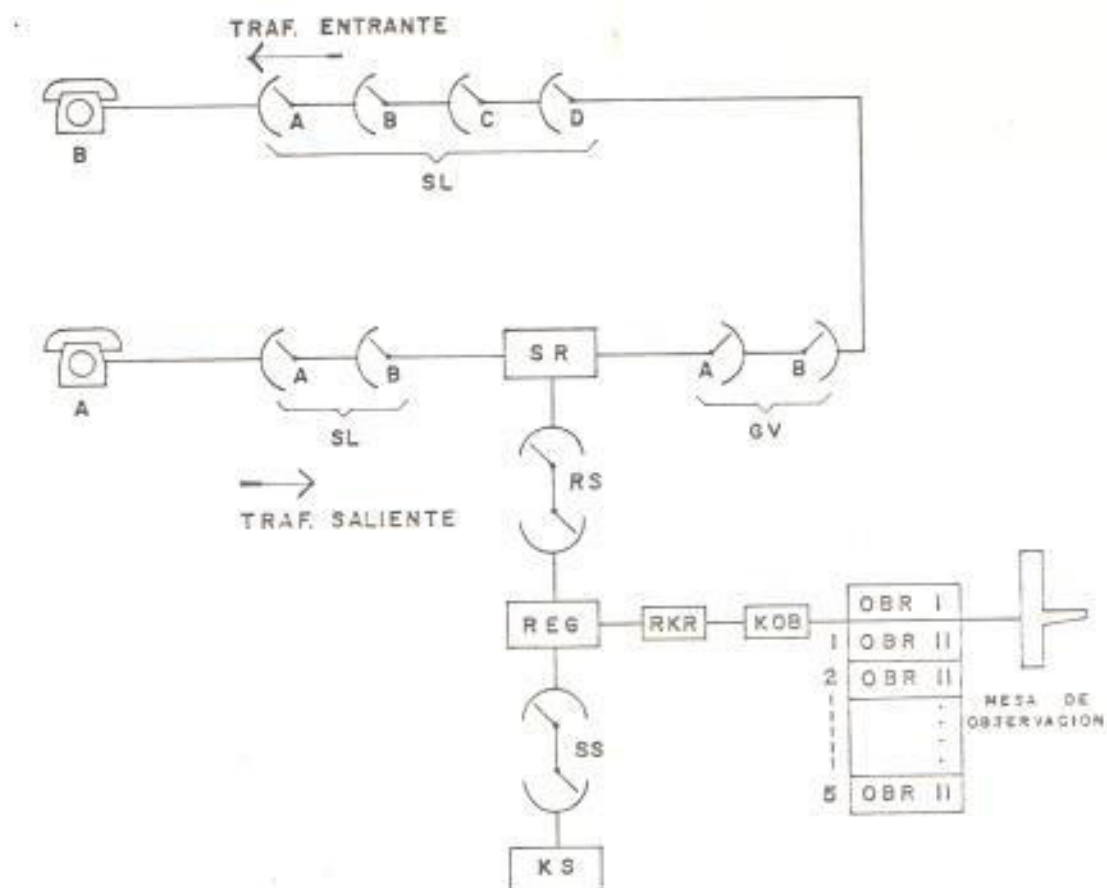 TRAF. ENTRANTE
A B C D
B
SL
SR
A B
A B
A
SL
GV
RS
TRAF. SALIENTE
REG RKR KOB OBR I
1 OBR II
2 OBR II
MESA DE
OBSERVACION
SS
5 OBR II
KS